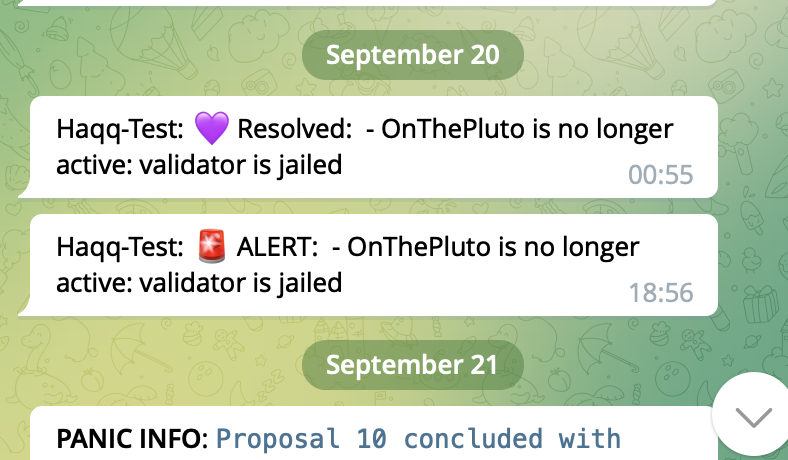 September 20
Haqq-Test: 💜 Resolved:  - OnThePluto is no longer
active: validator is jailed
00:55
Haqq-Test: 🚨 ALERT:  - OnThePluto is no longer
active: validator is jailed
18:56
September 21
PANIC INFO: Proposal 10 concluded with